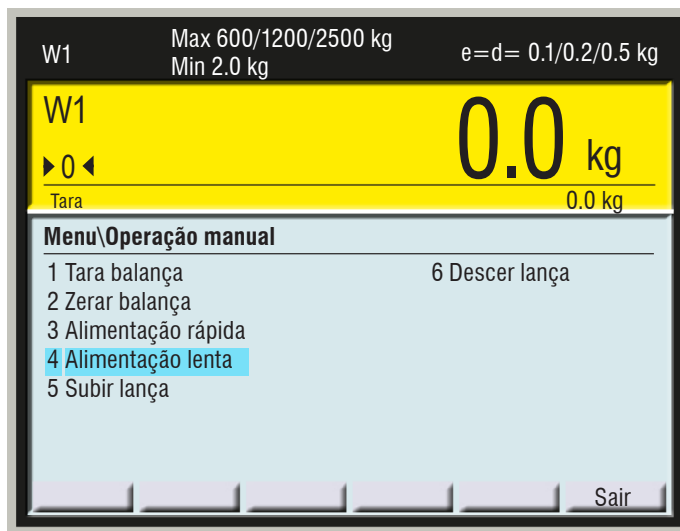 W1
Max 600/1200/2500 kg
Min 2.0 kg
e=d= 0.1/0.2/0.5 kg
W1
0.0 kg
0
Tara
0.0 kg
Menu\Operação manual
1 Tara balança
2 Zerar balança
3 Alimentação rápida
4 Alimentação lenta
5 Subir lança
6 Descer lança
Sair